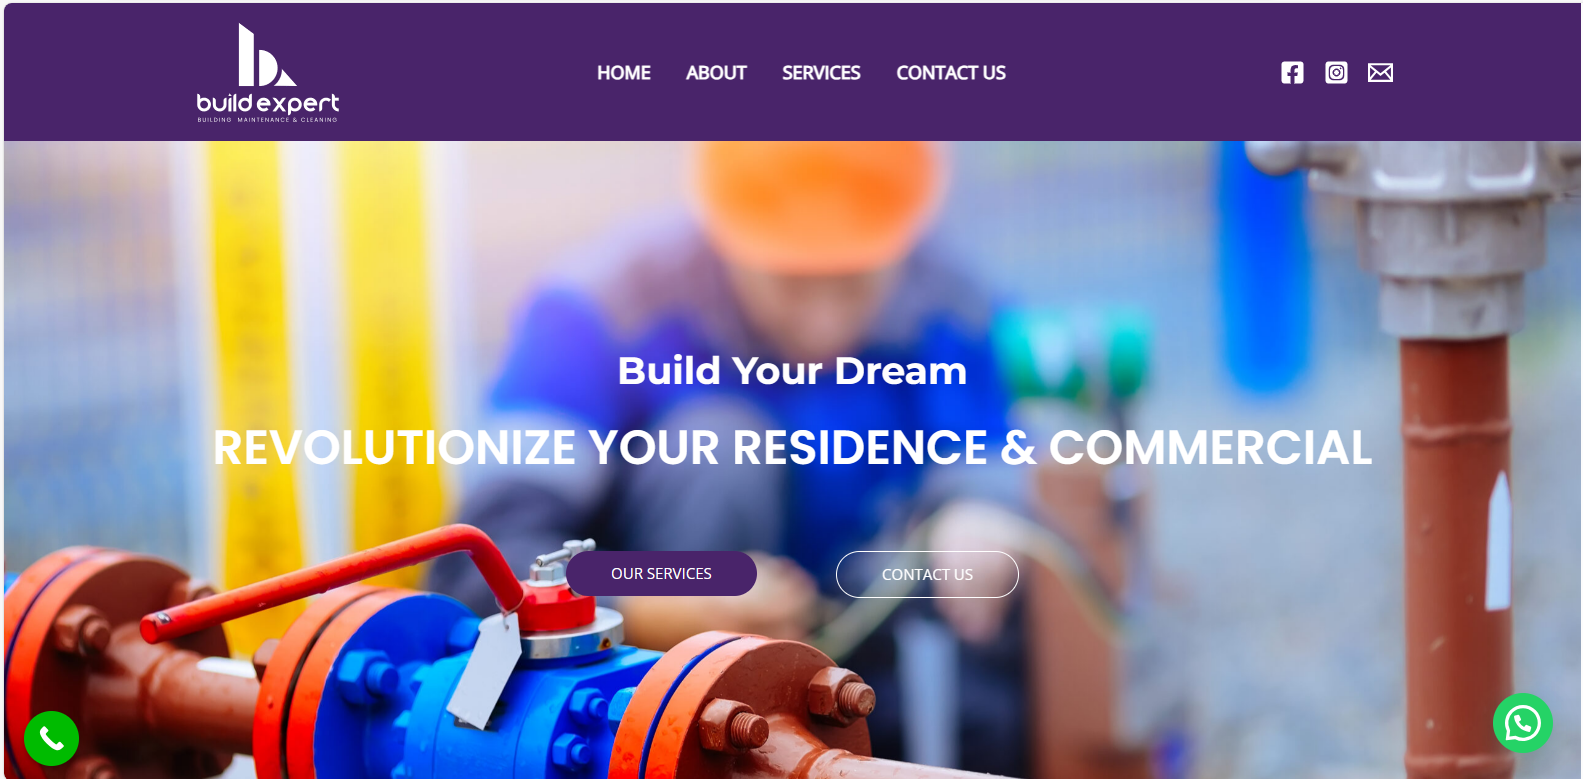 build expert
BUILDING MAINTENANCE & CLEANING
HOME ABOUT SERVICES CONTACT US
Build Your Dream
REVOLUTIONIZE YOUR RESIDENCE & COMMERCIAL
OUR SERVICES CONTACT US